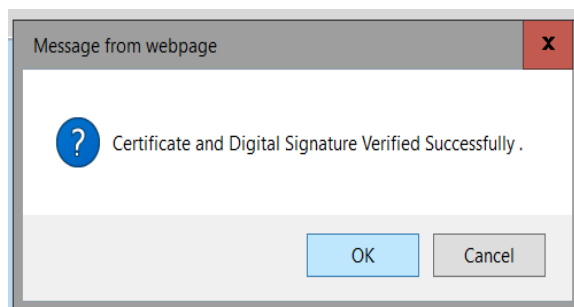 Message from webpage
x
?
Certificate and Digital Signature Verified Successfully .
OK
Cancel